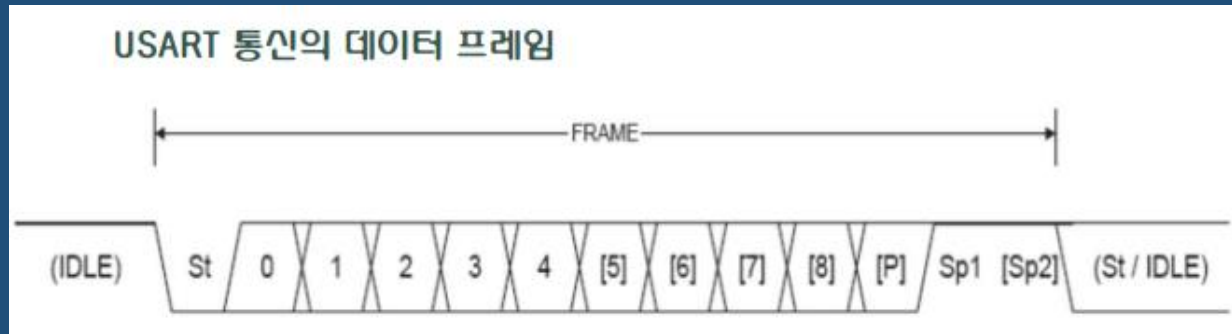 USART 통신의 데이터 프레임
FRAME
(IDLE) St 0 1 2 3 4 [5] [6] [7] [8] [P] Sp1 [Sp2] (St / IDLE)